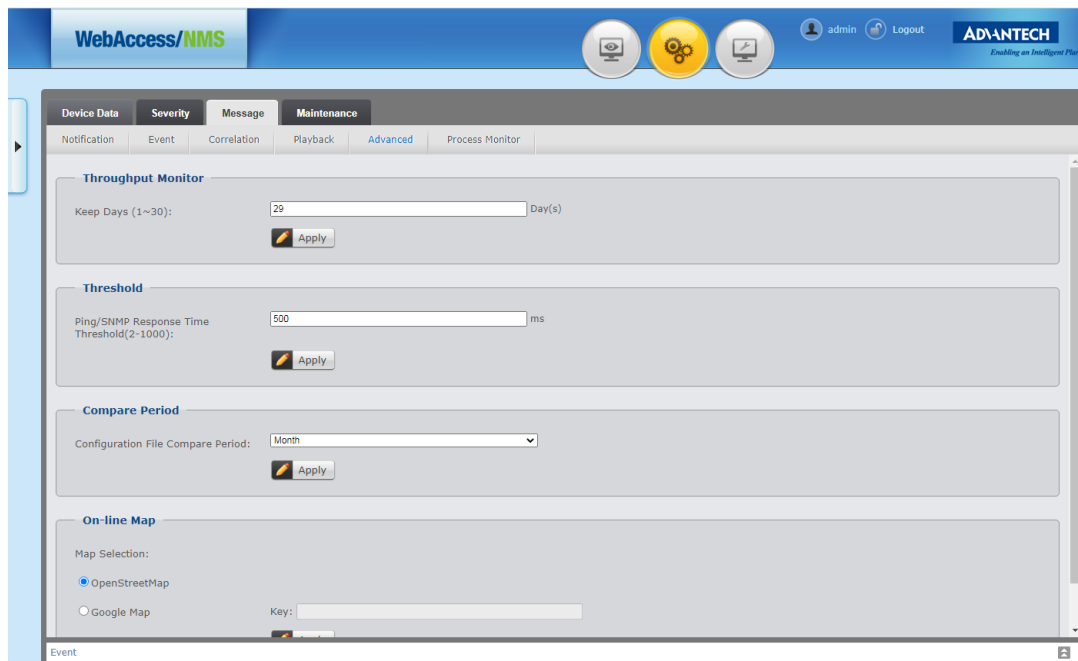 WebAccess/NMS
admin
Logout
ADVANTECH
Device Data
Severity
Message
Maintenance
Notification
Event
Correlation
Playback
Advanced
Process Monitor
Throughput Monitor
Keep Days (1~30):
29
Day(s)
Apply
Threshold
Ping/SNMP Response Time
Threshold(2-1000):
500
ms
Apply
Compare Period
Configuration File Compare Period:
Month
Apply
On-line Map
Map Selection:
OpenStreetMap
Google Map
Key:
Event